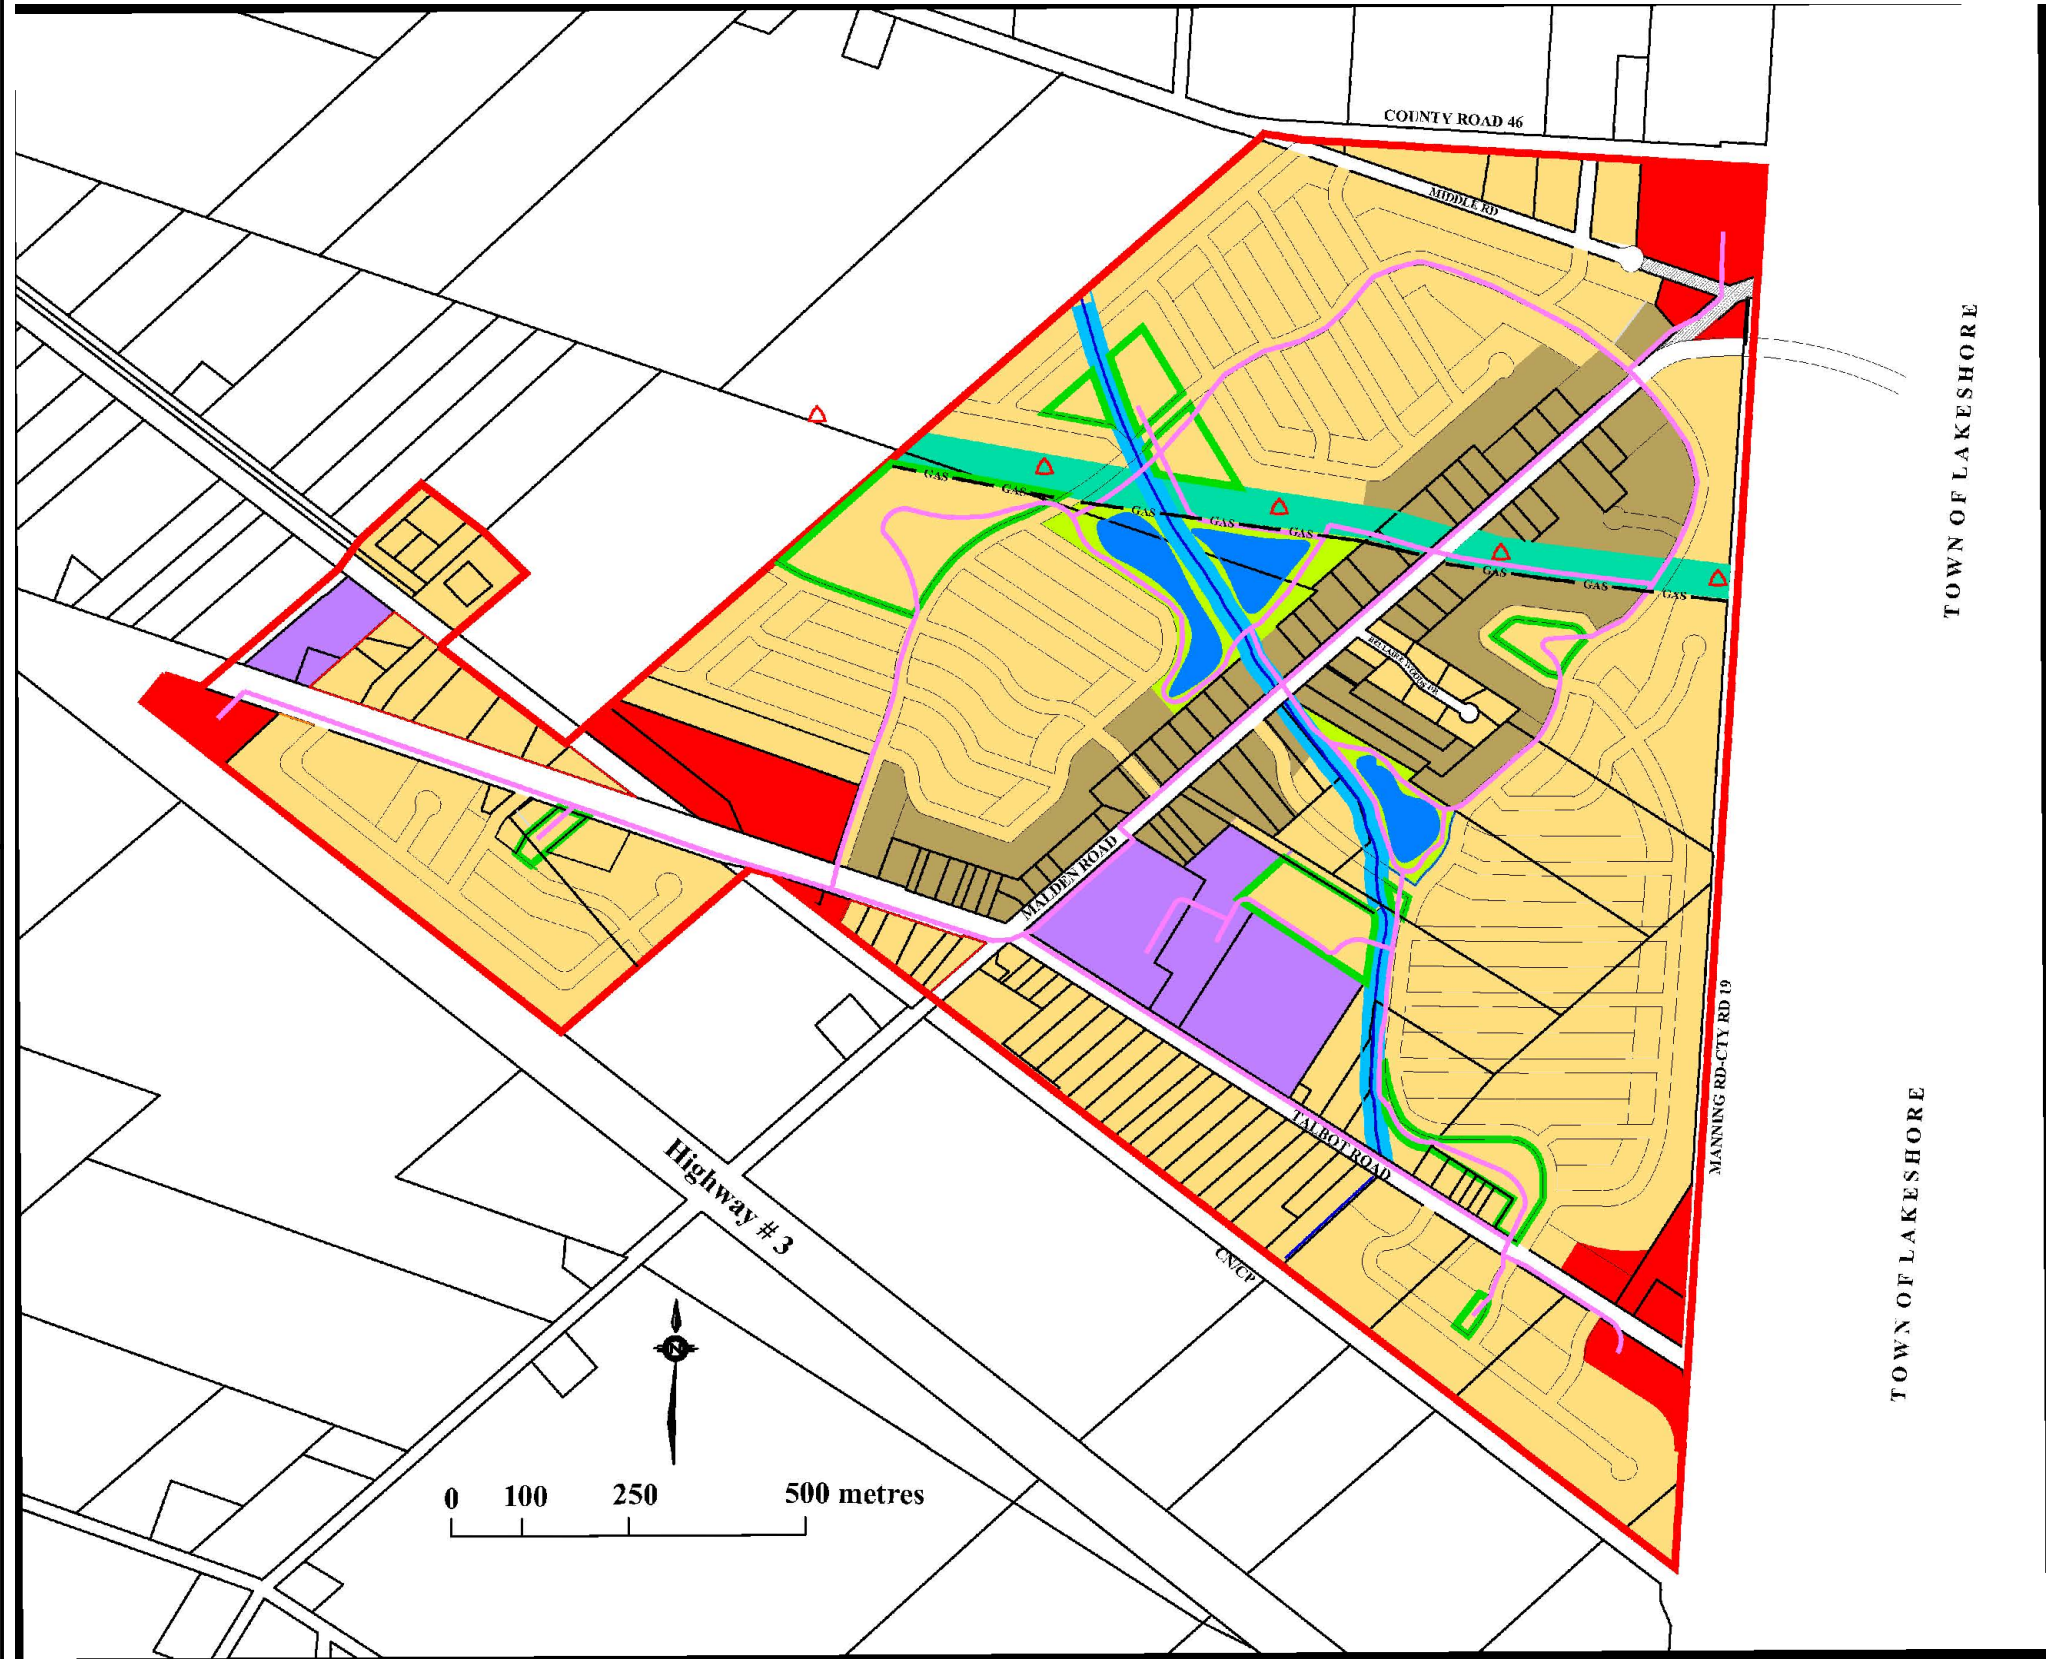 COUNTY ROAD 46
MIDDLE RD
TOWN OF LAKESHORE
GAS
GAS
GAS
GAS
GAS
GAS
GAS
GAS
MALDEN ROAD
MANNING RD-CTY RD 19
TOWN OF LAKESHORE
TALBOT ROAD
Highway # 3
CN/CP
N
0 100 250 500 metres